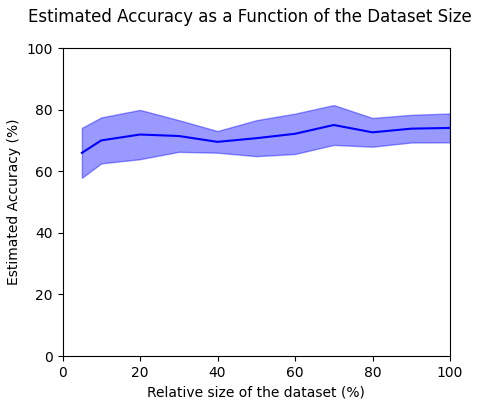 Estimated Accuracy as a Function of the Dataset Size
100
80
60
40
20
0
Estimated Accuracy (%)
0 20 40 60 80 100
Relative size of the dataset (%)